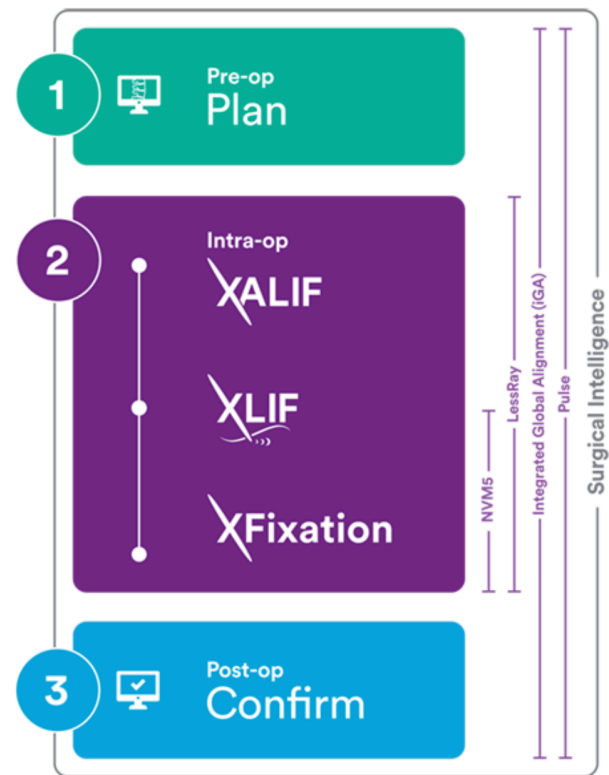 1
Pre-op
Plan
2
Intra-op
XALIF
XLIF
XFixation
3
Post-op
Confirm
NVM5
LessRay
Integrated Global Alignment (iGA)
Pulse
Surgical Intelligence